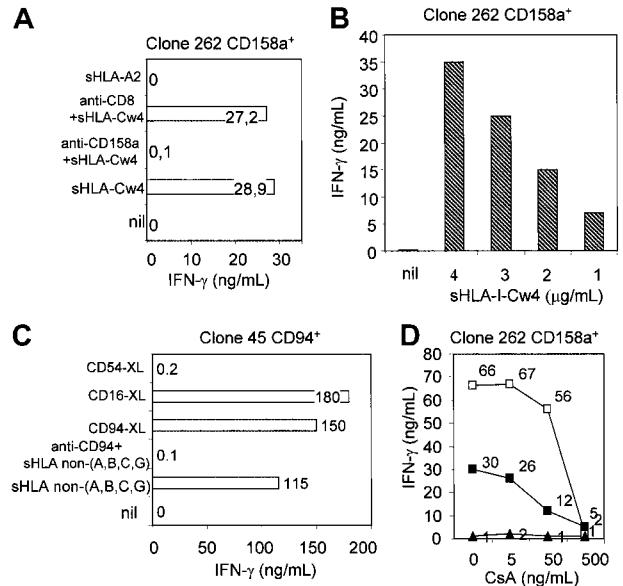 A
Clone 262 CD158a+
sHLA-A2
0
anti-CD8
+sHLA-Cw4
27,2
anti-CD158a
+sHLA-Cw4
0,1
sHLA-Cw4
28,9
nil
0
0 10 20 30
IFN-γ (ng/mL)
B
Clone 262 CD158a+
IFN-γ (ng/mL)
40
35
30
25
20
15
10
5
0
nil 4 3 2 1
sHLA-I-Cw4 (μg/mL)
C
Clone 45 CD94+
CD54-XL
0.2
CD16-XL
180
CD94-XL
150
anti-CD94+
sHLA non-(A,B,C,G)
0.1
sHLA non-(A,B,C,G)
115
nil
0
0 50 100 150 200
IFN-γ (ng/mL)
D
Clone 262 CD158a+
IFN-γ (ng/mL)
80
70
60
50
40
30
20
10
0
66 67 56
30 26 12 5
2
1 2 1 1
0 5 50 500
CsA (ng/mL)